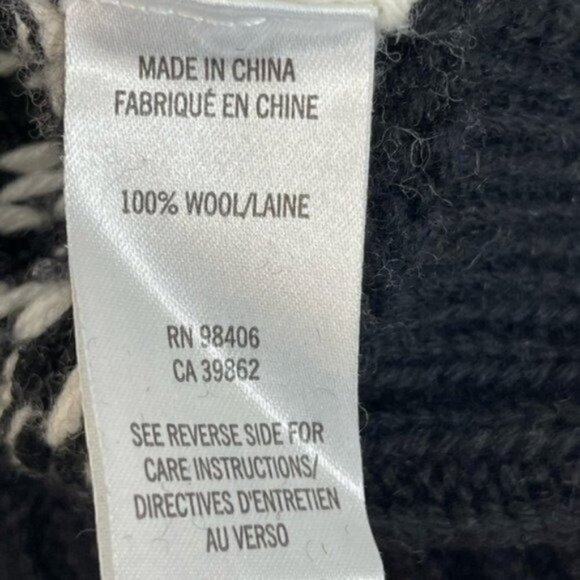 MADE IN CHINA
FABRIQUÉ EN CHINE
100% WOOL/LAINE
RN 98406
CA 39862
SEE REVERSE SIDE FOR
CARE INSTRUCTIONS/
DIRECTIVES D'ENTRETIEN
AU VERSO